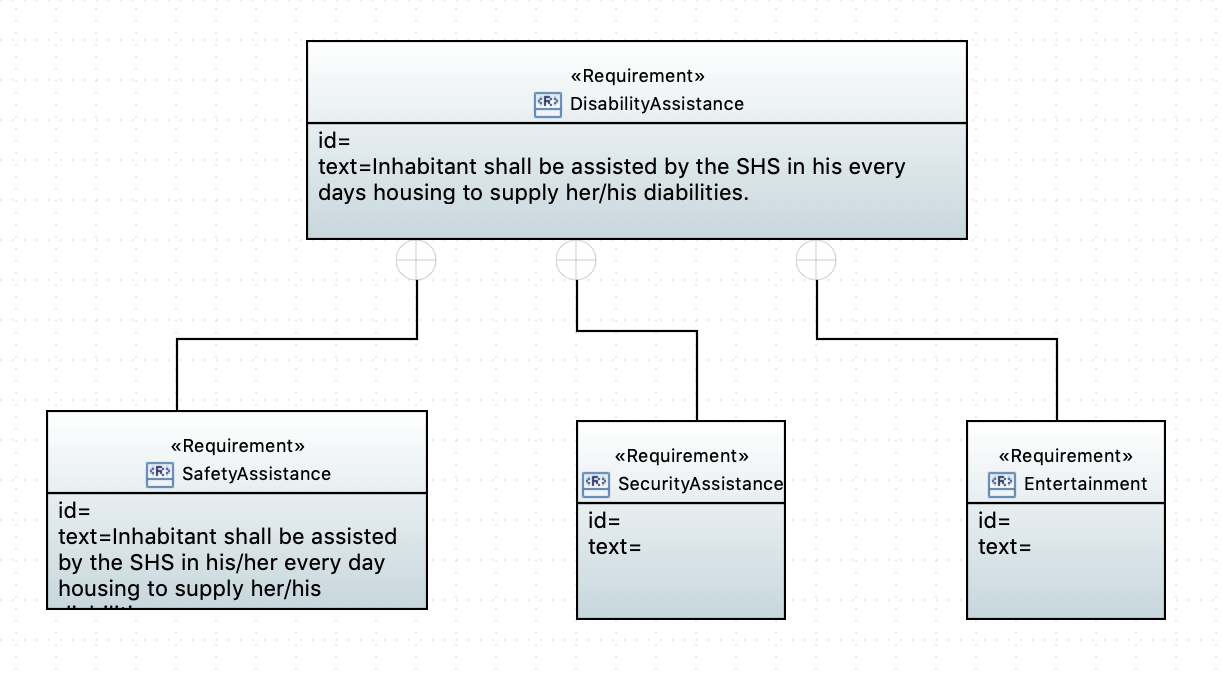 «Requirement»
<R> DisabilityAssistance
id=
text=Inhabitant shall be assisted by the SHS in his every
days housing to supply her/his diabilities.
«Requirement»
<R> SafetyAssistance
id=
text=Inhabitant shall be assisted
by the SHS in his/her every day
housing to supply her/his
«Requirement»
<R> SecurityAssistance
id=
text=
«Requirement»
<R> Entertainment
id=
text=